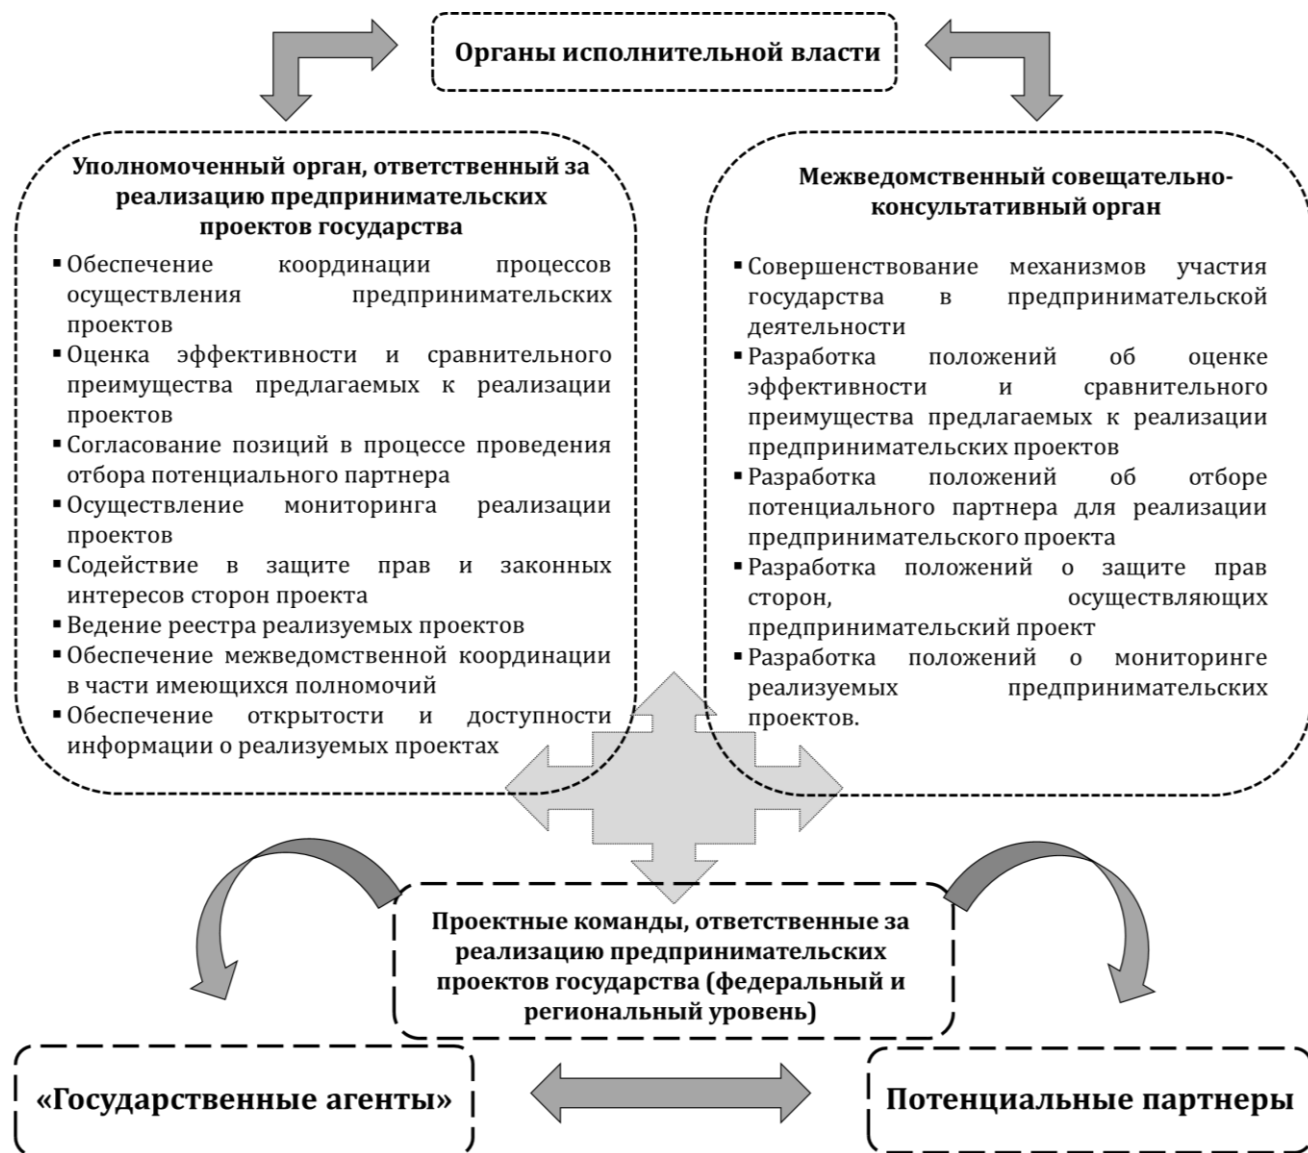 Органы исполнительной власти
Уполномоченный орган, ответственный за
реализацию предпринимательских
проектов государства
▪ Обеспечение координации процессов
осуществления предпринимательских
проектов
▪ Оценка эффективности и сравнительного
преимущества предлагаемых к реализации
проектов
▪ Согласование позиций в процессе проведения
отбора потенциального партнера
▪ Осуществление мониторинга реализации
проектов
▪ Содействие в защите прав и законных
интересов сторон проекта
▪ Ведение реестра реализуемых проектов
▪ Обеспечение межведомственной координации
в части имеющихся полномочий
▪ Обеспечение открытости и доступности
информации о реализуемых проектах
Межведомственный совещательно-
консультативный орган
▪ Совершенствование механизмов участия
государства в предпринимательской
деятельности
▪ Разработка положений об оценке
эффективности и сравнительного
преимущества предлагаемых к реализации
предпринимательских проектов
▪ Разработка положений об отборе
потенциального партнера для реализации
предпринимательского проекта
▪ Разработка положений о защите прав
сторон, осуществляющих
предпринимательский проект
▪ Разработка положений о мониторинге
реализуемых предпринимательских
проектов.
Проектные команды, ответственные за
реализацию предпринимательских
проектов государства (федеральный и
региональный уровень)
«Государственные агенты»
Потенциальные партнеры